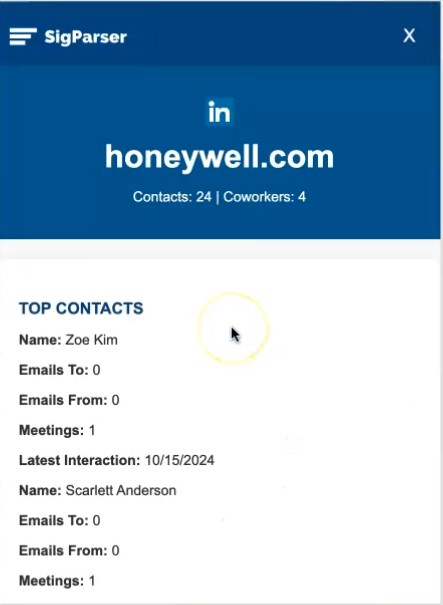 SigParser
X
in
honeywell.com
Contacts: 24 | Coworkers: 4
TOP CONTACTS
Name: Zoe Kim
Emails To: 0
Emails From: 0
Meetings: 1
Latest Interaction: 10/15/2024
Name: Scarlett Anderson
Emails To: 0
Emails From: 0
Meetings: 1